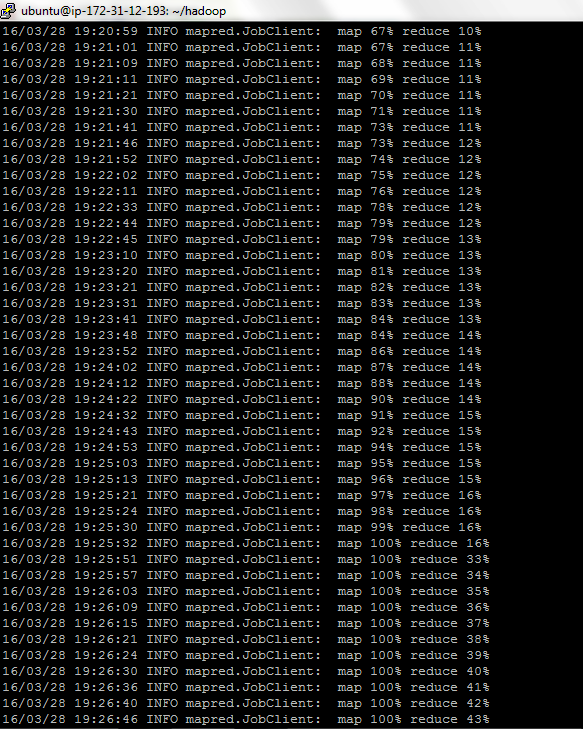 ubuntu@ip-172-31-12-193: ~/hadoop
16/03/28 19:20:59 INFO mapred.JobClient:  map 67% reduce 10%
16/03/28 19:21:01 INFO mapred.JobClient:  map 67% reduce 11%
16/03/28 19:21:09 INFO mapred.JobClient:  map 68% reduce 11%
16/03/28 19:21:11 INFO mapred.JobClient:  map 69% reduce 11%
16/03/28 19:21:21 INFO mapred.JobClient:  map 70% reduce 11%
16/03/28 19:21:30 INFO mapred.JobClient:  map 71% reduce 11%
16/03/28 19:21:41 INFO mapred.JobClient:  map 73% reduce 11%
16/03/28 19:21:46 INFO mapred.JobClient:  map 73% reduce 12%
16/03/28 19:21:52 INFO mapred.JobClient:  map 74% reduce 12%
16/03/28 19:22:02 INFO mapred.JobClient:  map 75% reduce 12%
16/03/28 19:22:11 INFO mapred.JobClient:  map 76% reduce 12%
16/03/28 19:22:33 INFO mapred.JobClient:  map 78% reduce 12%
16/03/28 19:22:44 INFO mapred.JobClient:  map 79% reduce 12%
16/03/28 19:22:45 INFO mapred.JobClient:  map 79% reduce 13%
16/03/28 19:23:10 INFO mapred.JobClient:  map 80% reduce 13%
16/03/28 19:23:20 INFO mapred.JobClient:  map 81% reduce 13%
16/03/28 19:23:21 INFO mapred.JobClient:  map 82% reduce 13%
16/03/28 19:23:31 INFO mapred.JobClient:  map 83% reduce 13%
16/03/28 19:23:41 INFO mapred.JobClient:  map 84% reduce 13%
16/03/28 19:23:48 INFO mapred.JobClient:  map 84% reduce 14%
16/03/28 19:23:52 INFO mapred.JobClient:  map 86% reduce 14%
16/03/28 19:24:02 INFO mapred.JobClient:  map 87% reduce 14%
16/03/28 19:24:12 INFO mapred.JobClient:  map 88% reduce 14%
16/03/28 19:24:22 INFO mapred.JobClient:  map 90% reduce 14%
16/03/28 19:24:32 INFO mapred.JobClient:  map 91% reduce 15%
16/03/28 19:24:43 INFO mapred.JobClient:  map 92% reduce 15%
16/03/28 19:24:53 INFO mapred.JobClient:  map 94% reduce 15%
16/03/28 19:25:03 INFO mapred.JobClient:  map 95% reduce 15%
16/03/28 19:25:13 INFO mapred.JobClient:  map 96% reduce 15%
16/03/28 19:25:21 INFO mapred.JobClient:  map 97% reduce 16%
16/03/28 19:25:24 INFO mapred.JobClient:  map 98% reduce 16%
16/03/28 19:25:30 INFO mapred.JobClient:  map 99% reduce 16%
16/03/28 19:25:32 INFO mapred.JobClient:  map 100% reduce 16%
16/03/28 19:25:51 INFO mapred.JobClient:  map 100% reduce 33%
16/03/28 19:25:57 INFO mapred.JobClient:  map 100% reduce 34%
16/03/28 19:26:03 INFO mapred.JobClient:  map 100% reduce 35%
16/03/28 19:26:09 INFO mapred.JobClient:  map 100% reduce 36%
16/03/28 19:26:15 INFO mapred.JobClient:  map 100% reduce 37%
16/03/28 19:26:21 INFO mapred.JobClient:  map 100% reduce 38%
16/03/28 19:26:24 INFO mapred.JobClient:  map 100% reduce 39%
16/03/28 19:26:30 INFO mapred.JobClient:  map 100% reduce 40%
16/03/28 19:26:36 INFO mapred.JobClient:  map 100% reduce 41%
16/03/28 19:26:40 INFO mapred.JobClient:  map 100% reduce 42%
16/03/28 19:26:46 INFO mapred.JobClient:  map 100% reduce 43%